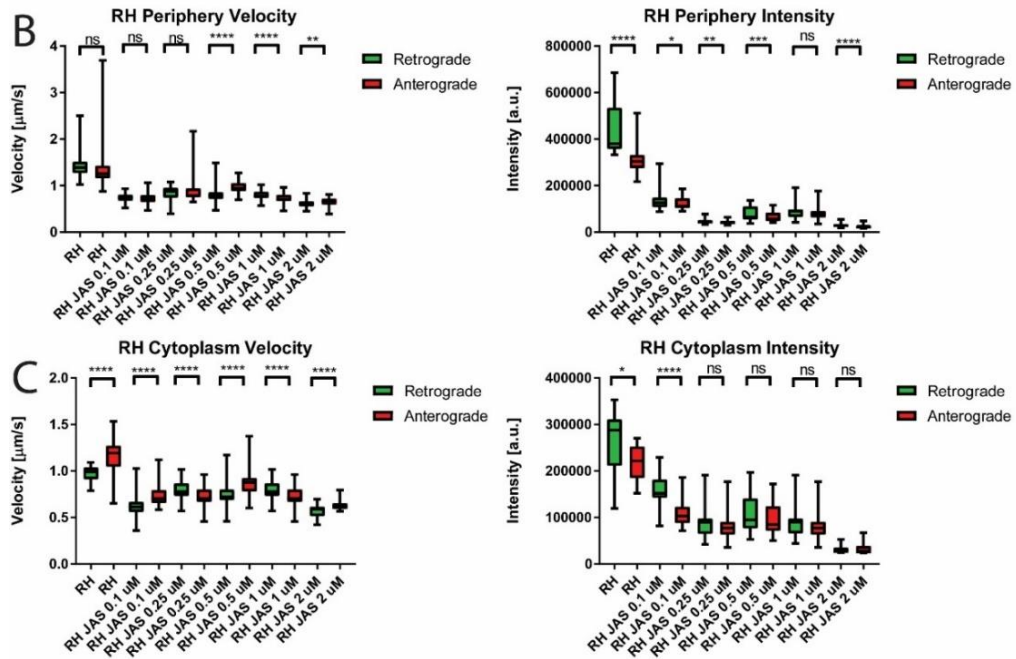 B
RH Periphery Velocity
ns
ns
ns
****
****
**
Velocity [µm/s]
4
3
2
1
0
RH
RH
RH JAS 0.1 uM
RH JAS 0.1 uM
RH JAS 0.25 uM
RH JAS 0.25 uM
RH JAS 0.5 uM
RH JAS 0.5 uM
RH JAS 1 uM
RH JAS 1 uM
RH JAS 2 uM
RH JAS 2 uM
Retrograde
Anterograde
RH Periphery Intensity
****
*
**
***
ns
****
Intensity [a.u.]
800000
600000
400000
200000
0
RH
RH
RH JAS 0.1 uM
RH JAS 0.1 uM
RH JAS 0.25 uM
RH JAS 0.25 uM
RH JAS 0.5 uM
RH JAS 0.5 uM
RH JAS 1 uM
RH JAS 1 uM
RH JAS 2 uM
RH JAS 2 uM
Retrograde
Anterograde
C
RH Cytoplasm Velocity
****
****
****
****
****
****
Velocity [µm/s]
2.0
1.5
1.0
0.5
0.0
RH
RH
RH JAS 0.1 uM
RH JAS 0.1 uM
RH JAS 0.25 uM
RH JAS 0.25 uM
RH JAS 0.5 uM
RH JAS 0.5 uM
RH JAS 1 uM
RH JAS 1 uM
RH JAS 2 uM
RH JAS 2 uM
Retrograde
Anterograde
RH Cytoplasm Intensity
*
****
ns
ns
ns
ns
Intensity [a.u.]
400000
300000
200000
100000
0
RH
RH
RH JAS 0.1 uM
RH JAS 0.1 uM
RH JAS 0.25 uM
RH JAS 0.25 uM
RH JAS 0.5 uM
RH JAS 0.5 uM
RH JAS 1 uM
RH JAS 1 uM
RH JAS 2 uM
RH JAS 2 uM
Retrograde
Anterograde